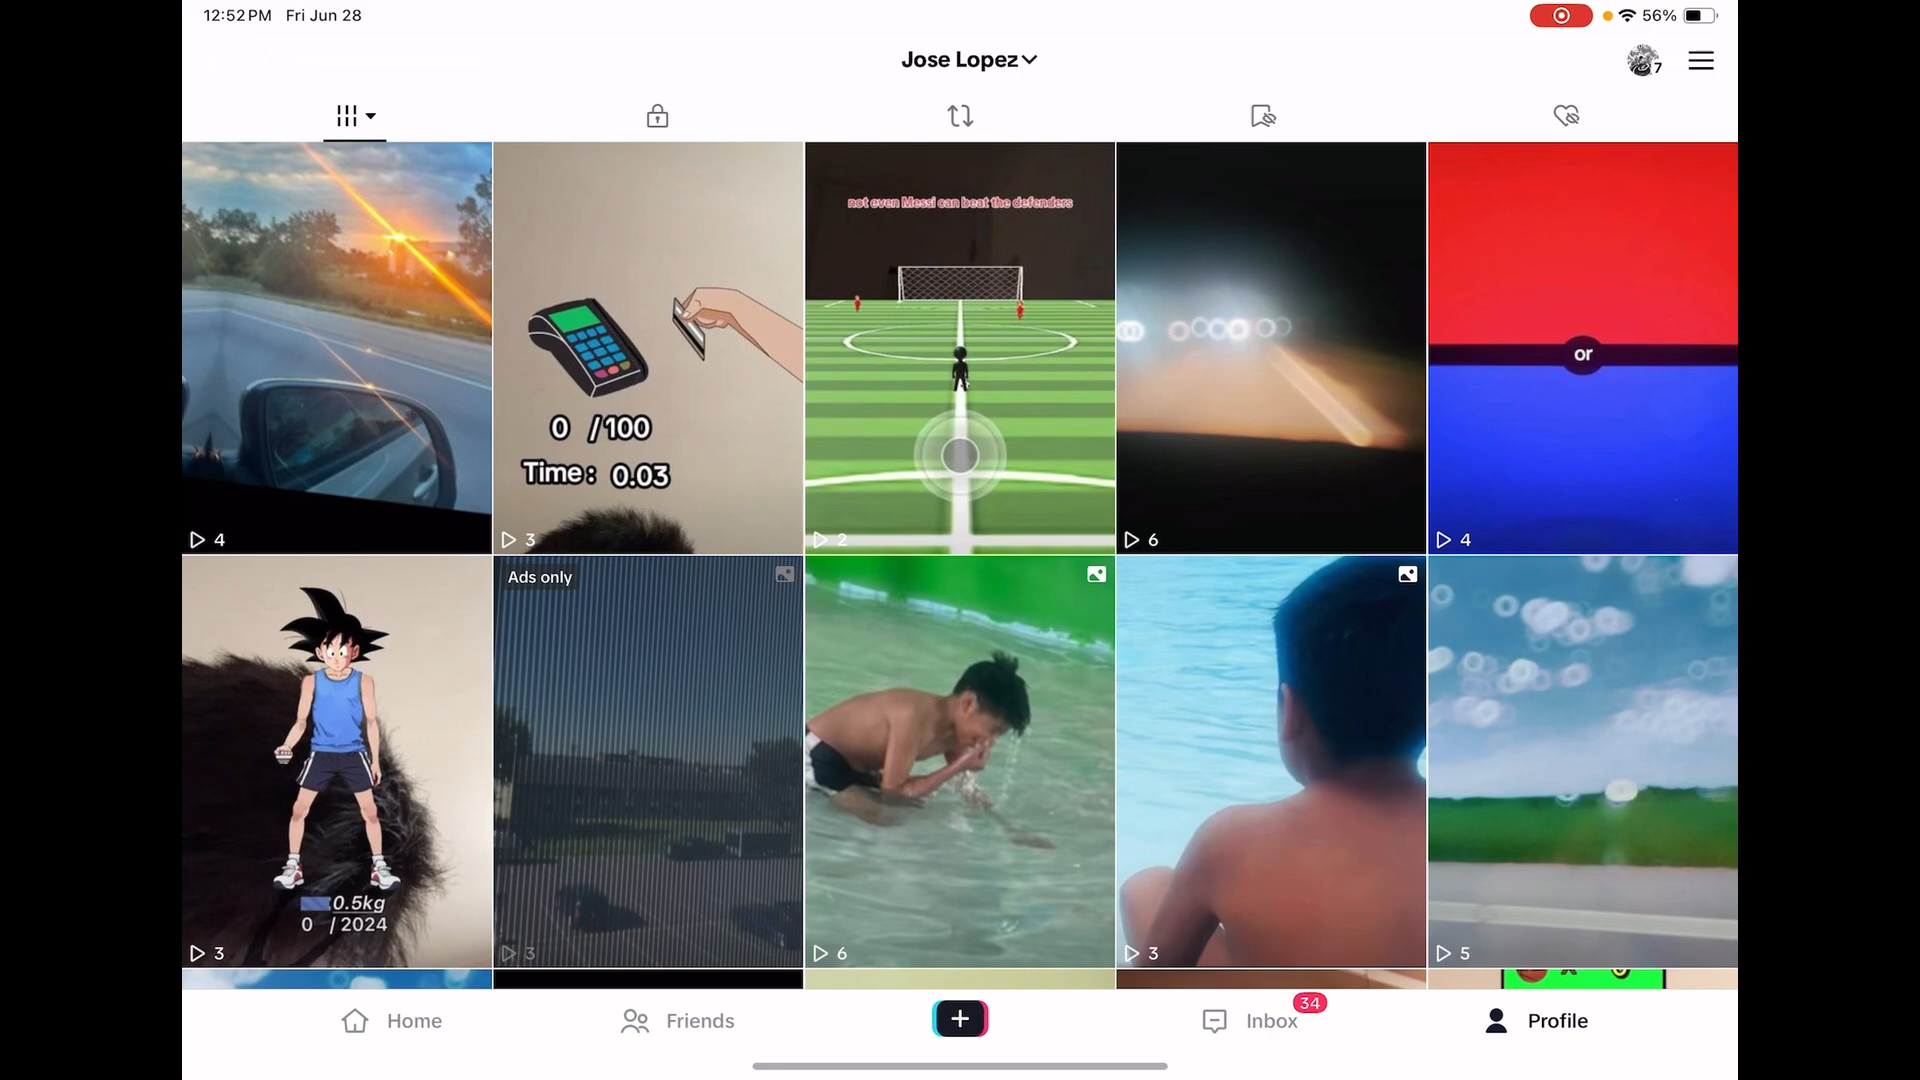 12:52 PM Fri Jun 28
56%
Jose Lopez
7
not even Messi can beat the defenders
or
0 /100
Time: 0.03
4
3
2
6
4
Ads only
0.5kg
0 / 2024
3
3
6
3
5
Home
Friends
Inbox
34
Profile